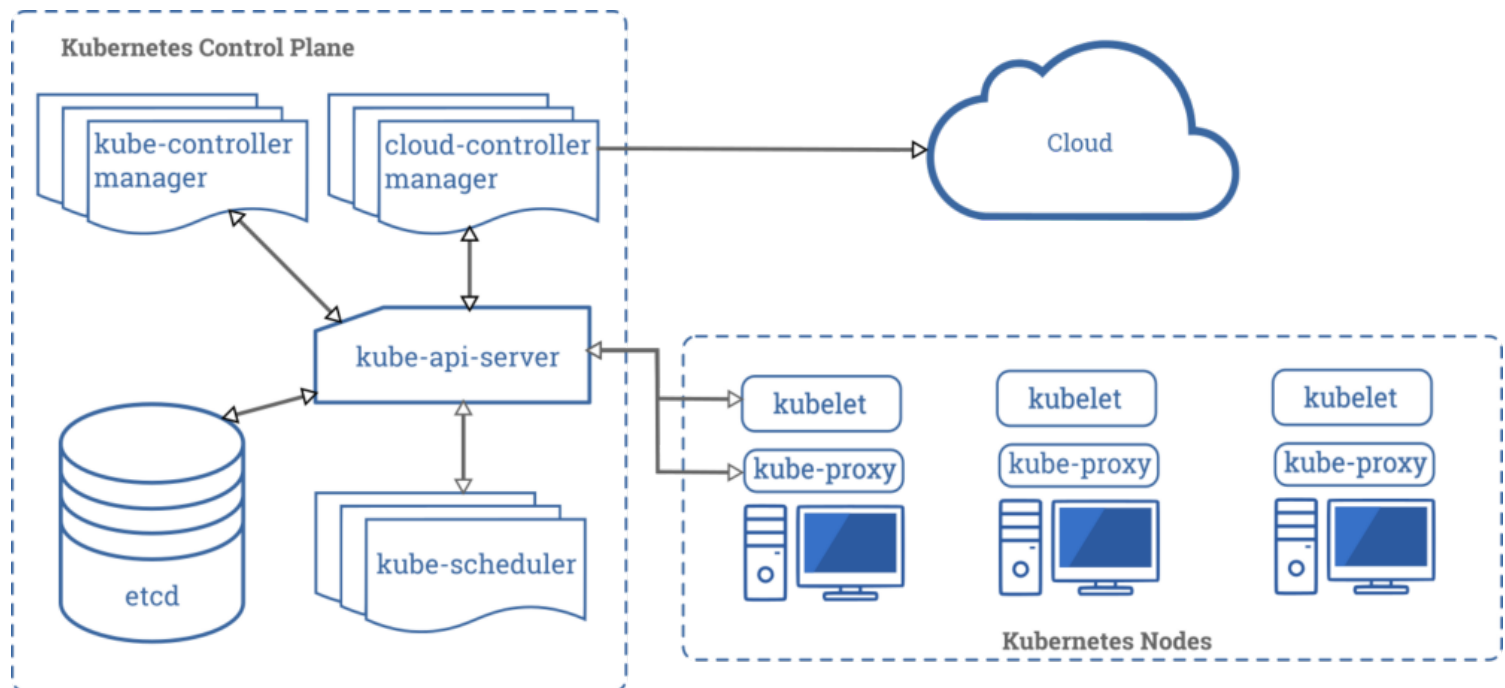 Kubernetes Control Plane
kube-controller
manager
cloud-controller
manager
Cloud
kube-api-server
kubelet
kubelet
kubelet
kube-proxy
kube-proxy
kube-proxy
etcd
kube-scheduler
Kubernetes Nodes